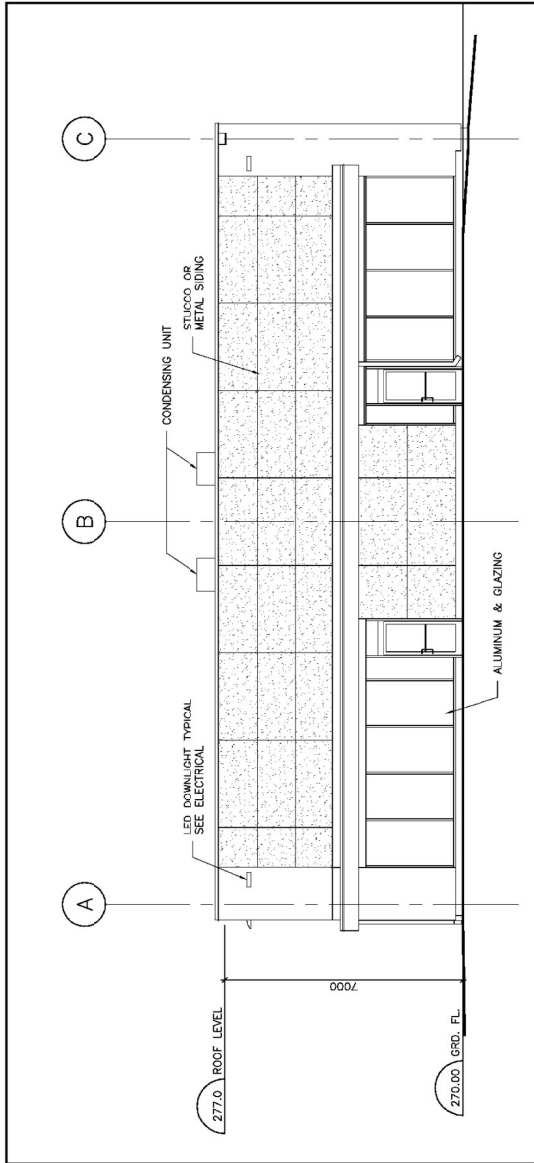 A
B
C
CONDENSING UNIT
LED DOWNLIGHT TYPICAL
SEE ELECTRICAL
STUCCO OR
METAL SIDING
277.0 ROOF LEVEL
7000
270.00 GRD. FL.
ALUMINUM & GLAZING